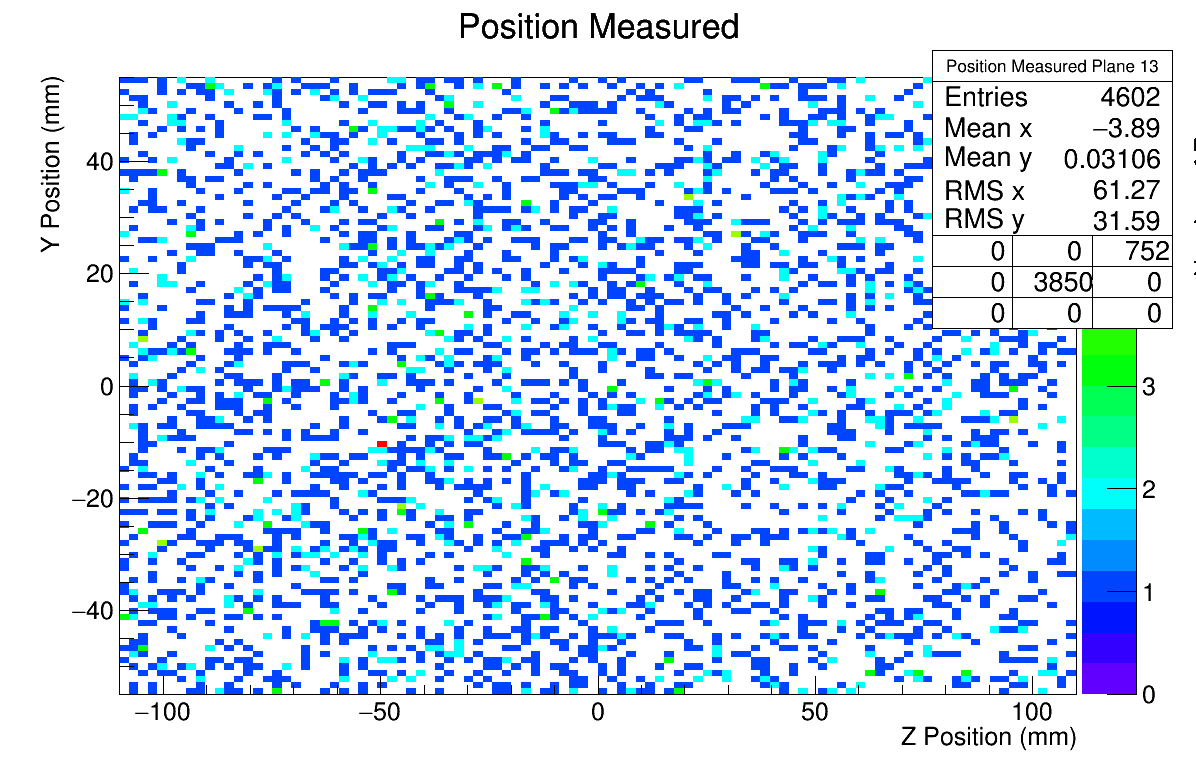 Position Measured
Position Measured Plane 13
Entries 4602
Mean x −3.89
Mean y 0.03106
RMS x 61.27
RMS y 31.59
0 0 752
0 3850 0
0 0 0
Y Position (mm)
40
20
0
−20
−40
3
2
1
0
−100 −50 0 50 100
Z Position (mm)